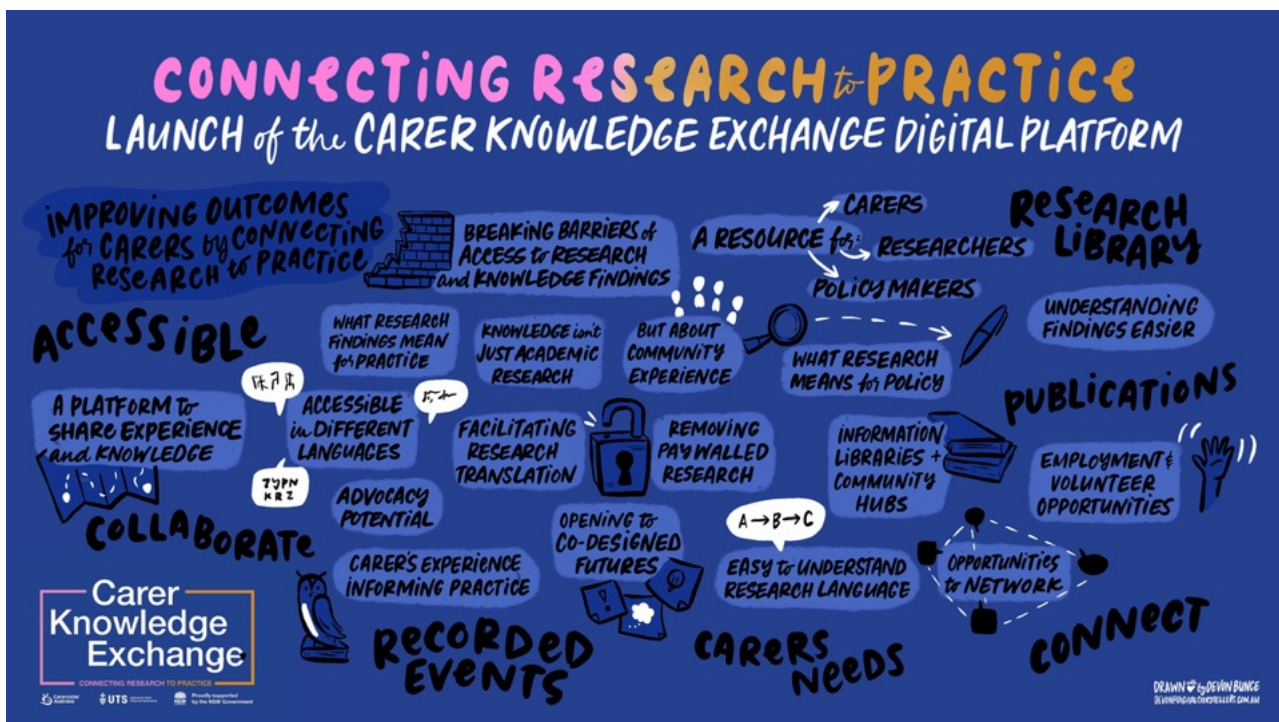 CONNECTING RESEARCH to PRACTICE
LAUNCH of the CARER KNOWLEDGE EXCHANGE DIGITAL PLATFORM
IMPROVING OUTCOMES
for CARERS by CONNECTING
RESEARCH to PRACTICE
BREAKING BARRIERS of
ACCESS to RESEARCH
and KNOWLEDGE FINDINGS
A RESOURCE for:
CARERS
RESEARCHERS
POLICY MAKERS
RESEARCH
LIBRARY
ACCESSIBLE
WHAT RESEARCH
FINDINGS MEAN
for PRACTICE
KNOWLEDGE isn't
JUST ACADEMIC
RESEARCH
BUT ABOUT
COMMUNITY
EXPERIENCE
WHAT RESEARCH
MEANS for POLICY
UNDERSTANDING
FINDINGS EASIER
PUBLICATIONS
A PLATFORM to
SHARE EXPERIENCE
and KNOWLEDGE
ACCESSIBLE
in DIFFERENT
LANGUAGES
FACILITATING
RESEARCH
TRANSLATION
REMOVING
PAYWALLED
RESEARCH
INFORMATION
LIBRARIES +
COMMUNITY
HUBS
EMPLOYMENT &
VOLUNTEER
OPPORTUNITIES
COLLABORATE
ADVOCACY
POTENTIAL
CARER'S EXPERIENCE
INFORMING PRACTICE
OPENING to
CO-DESIGNED
FUTURES
A→B→C
EASY to UNDERSTAND
RESEARCH LANGUAGE
OPPORTUNITIES
to NETWORK
RECORDED
EVENTS
CARERS
NEEDS
CONNECT
Carer
Knowledge
Exchange
CONNECTING RESEARCH TO PRACTICE
UTS
Proudly supported
by the NSW Government
DRAWN by DEVON BUNCE